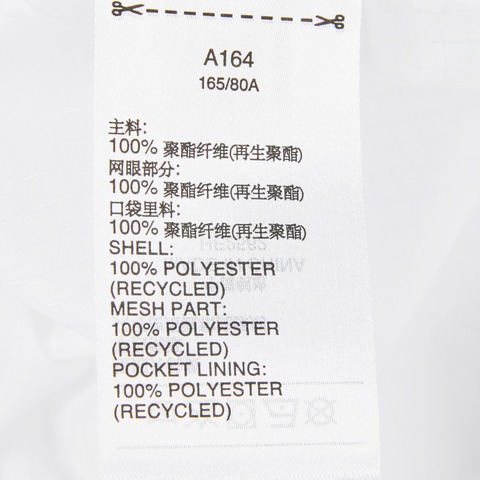 A164
165/80A
主料:
100% 聚酯纤维(再生聚酯)
网眼部分:
100% 聚酯纤维(再生聚酯)
口袋里料:
100% 聚酯纤维(再生聚酯)
SHELL:
100% POLYESTER
(RECYCLED)
MESH PART:
100% POLYESTER
(RECYCLED)
POCKET LINING:
100% POLYESTER
(RECYCLED)